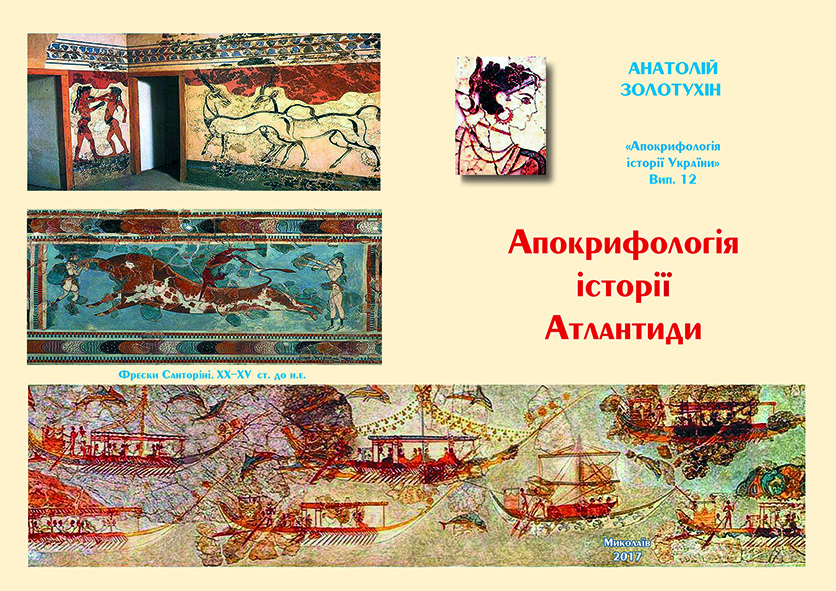 АНАТОЛІЙ
ЗОЛОТУХІН
«Апокрифологія
історії України»
Вип. 12
Апокрифологія
історії
Атлантиди
Фрески Санторіні, XX–XV ст. до н.е.
Миколаїв
2017